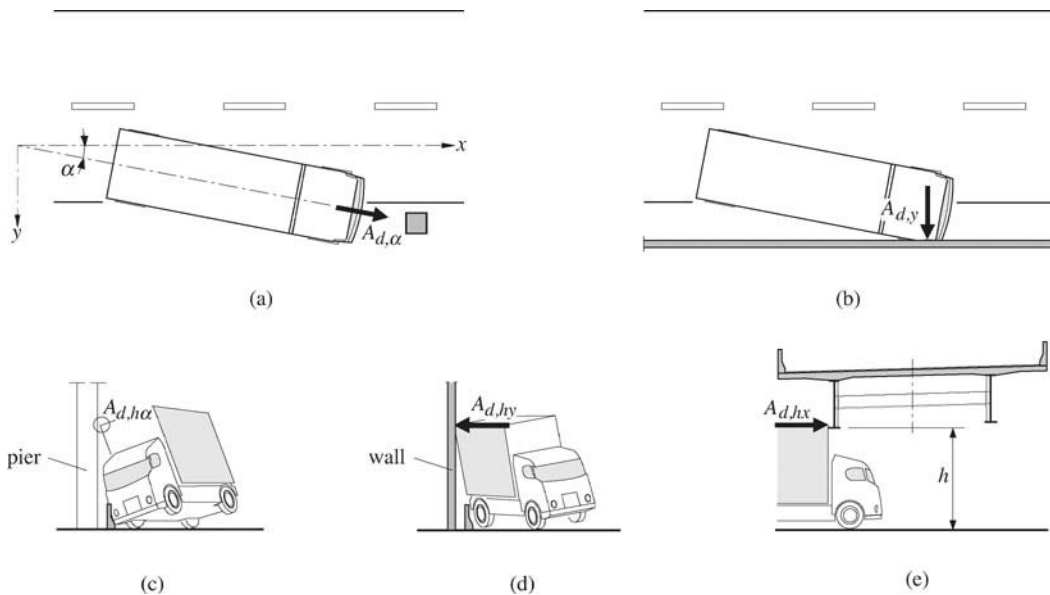 x
α
y
A_{d,α}
(a)
A_{d,y}
(b)
A_{d,hα}
pier
(c)
A_{d,hy}
wall
(d)
A_{d,hx}
h
(e)